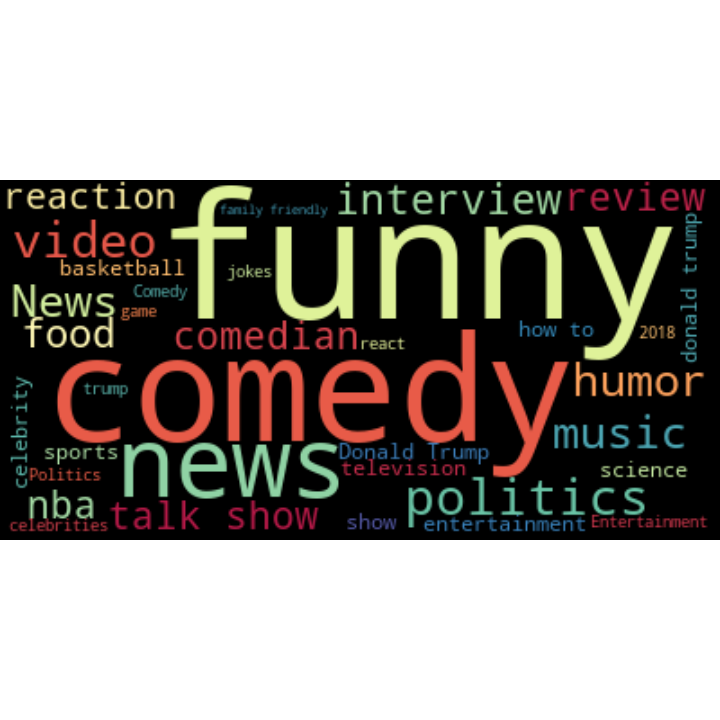 reaction
funny
family friendly
interview
review
video
basketball
jokes
donald trump
Comedy
News
game
food
comedian
react
how to
2018
comedy
humor
trump
celebrity
music
sports
news
Donald Trump
television
science
Politics
politics
nba
talk show
show
entertainment
Entertainment
celebrities